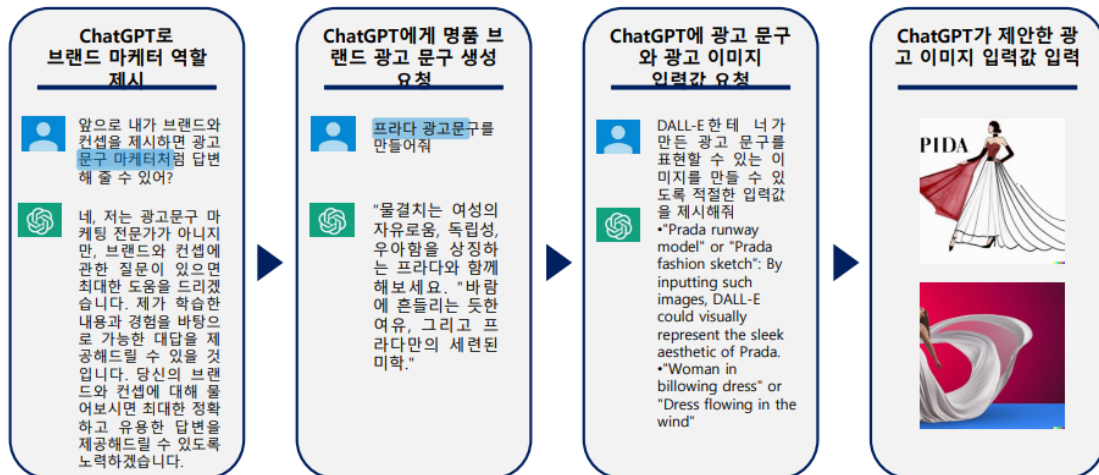 ChatGPT로
브랜드 마케터 역할
제시
앞으로 내가 브랜드와
컨셉을 제시하면 광고
문구 마케터처럼 답변
해 줄 수 있어?
네, 저는 광고문구 마
케팅 전문가가 아니지
만, 브랜드와 컨셉에
관한 질문이 있으면
최대한 도움을 드리겠
습니다. 제가 학습한
내용과 경험을 바탕으
로 가능한 대답을 제
공해드릴 수 있을 것
입니다. 당신의 브랜
드와 컨셉에 대해 물
어보시면 최대한 정확
하고 유용한 답변을
제공해드릴 수 있도록
노력하겠습니다.
ChatGPT에게 명품 브
랜드 광고 문구 생성
요청
프라다 광고문구를
만들어줘
"물결치는 여성의
자유로움, 독립성,
우아함을 상징하
는 프라다와 함께
해보세요. "바람
에 흔들리는 듯한
여유, 그리고 프
라다만의 세련된
미학."
ChatGPT에 광고 문구
와 광고 이미지
입력값 요청
DALL-E한테 너가
만든 광고 문구를
표현할 수 있는 이
미지를 만들 수 있
도록 적절한 입력값
을 제시해줘
•"Prada runway
model" or "Prada
fashion sketch": By
inputting such
images, DALL-E
could visually
represent the sleek
aesthetic of Prada.
•"Woman in
billowing dress" or
"Dress flowing in the
wind"
ChatGPT가 제안한 광
고 이미지 입력값 입력
PIDA